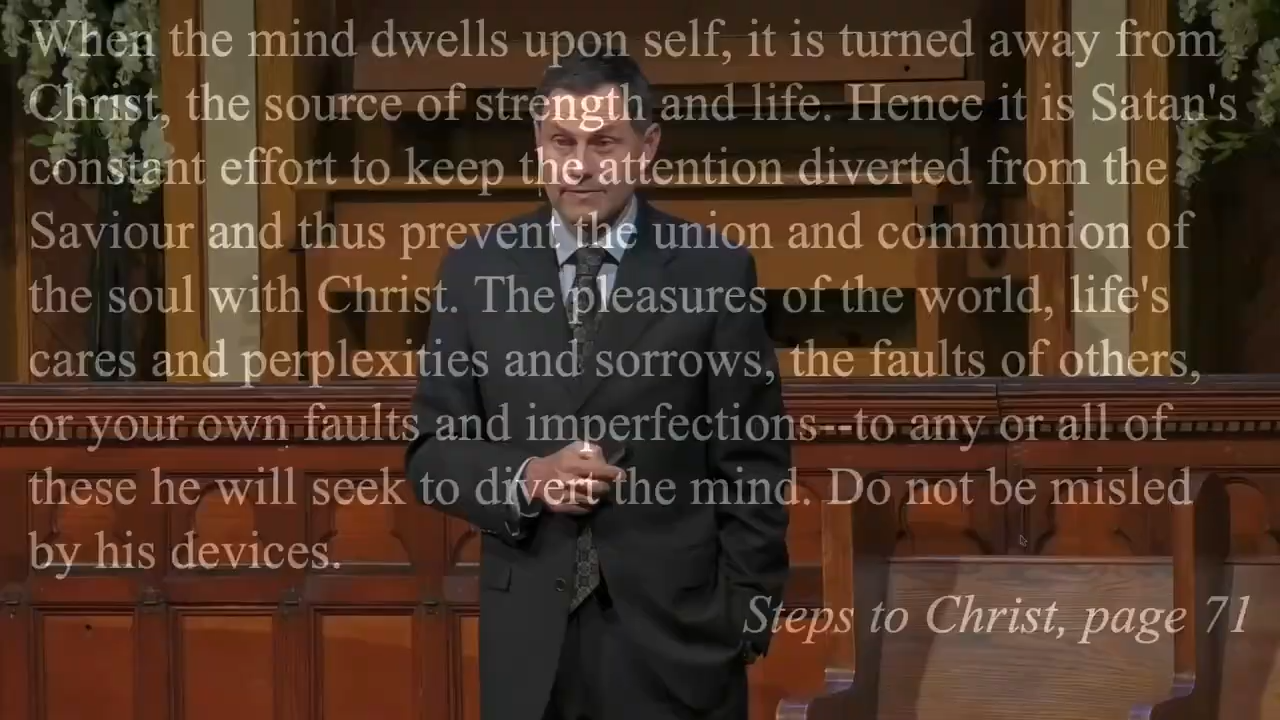 When the mind dwells upon self, it is turned away from
Christ, the source of strength and life. Hence it is Satan's
constant effort to keep the attention diverted from the
Saviour and thus prevent the union and communion of
the soul with Christ. The pleasures of the world, life's
cares and perplexities and sorrows, the faults of others,
or your own faults and imperfections--to any or all of
these he will seek to divert the mind. Do not be misled
by his devices.
Steps to Christ, page 71